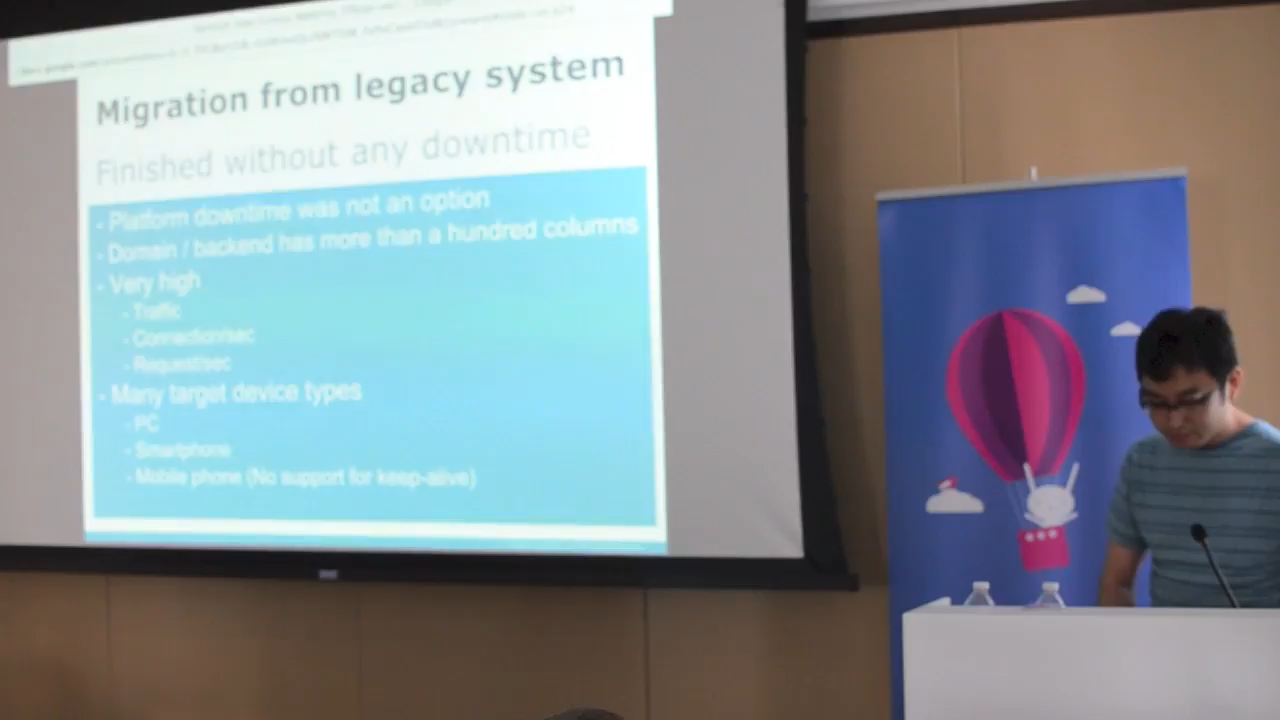 Migration from legacy system
Finished without any downtime
- Platform downtime was not an option
- Domain / backend has more than a hundred columns
- Very high
- Traffic
- Connection/sec
- Request/sec
- Many target device types
- PC
- Smartphone
- Mobile phone (No support for keep-alive)